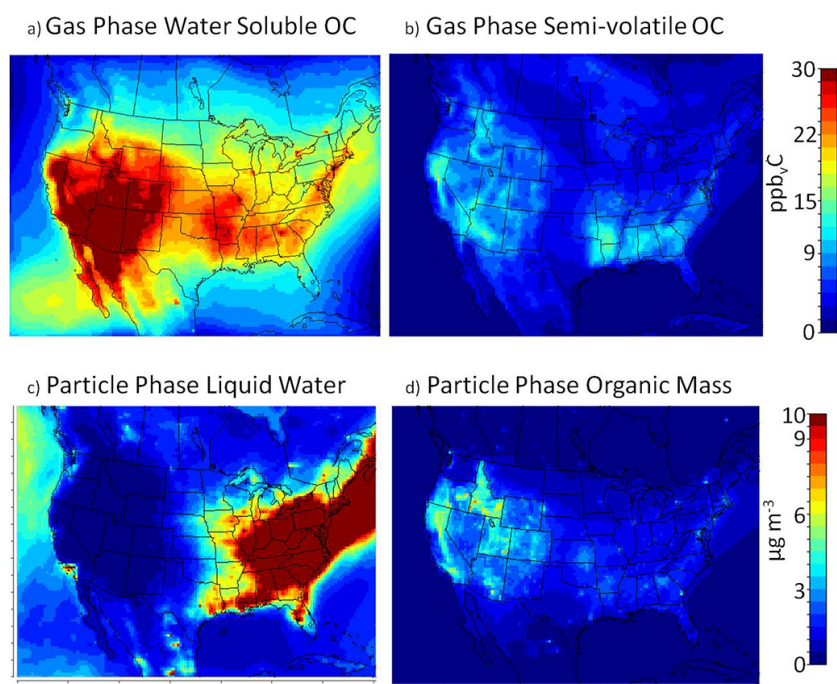 a) Gas Phase Water Soluble OC
b) Gas Phase Semi-volatile OC
30
22
15
9
0
ppbᵥC
c) Particle Phase Liquid Water
d) Particle Phase Organic Mass
10
9
6
3
0
µg m⁻³